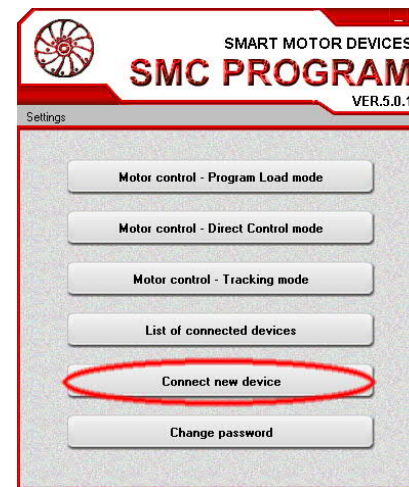 SMART MOTOR DEVICES
SMC PROGRAM
VER.5.0.1
Settings
Motor control - Program Load mode
Motor control - Direct Control mode
Motor control - Tracking mode
List of connected devices
Connect new device
Change password